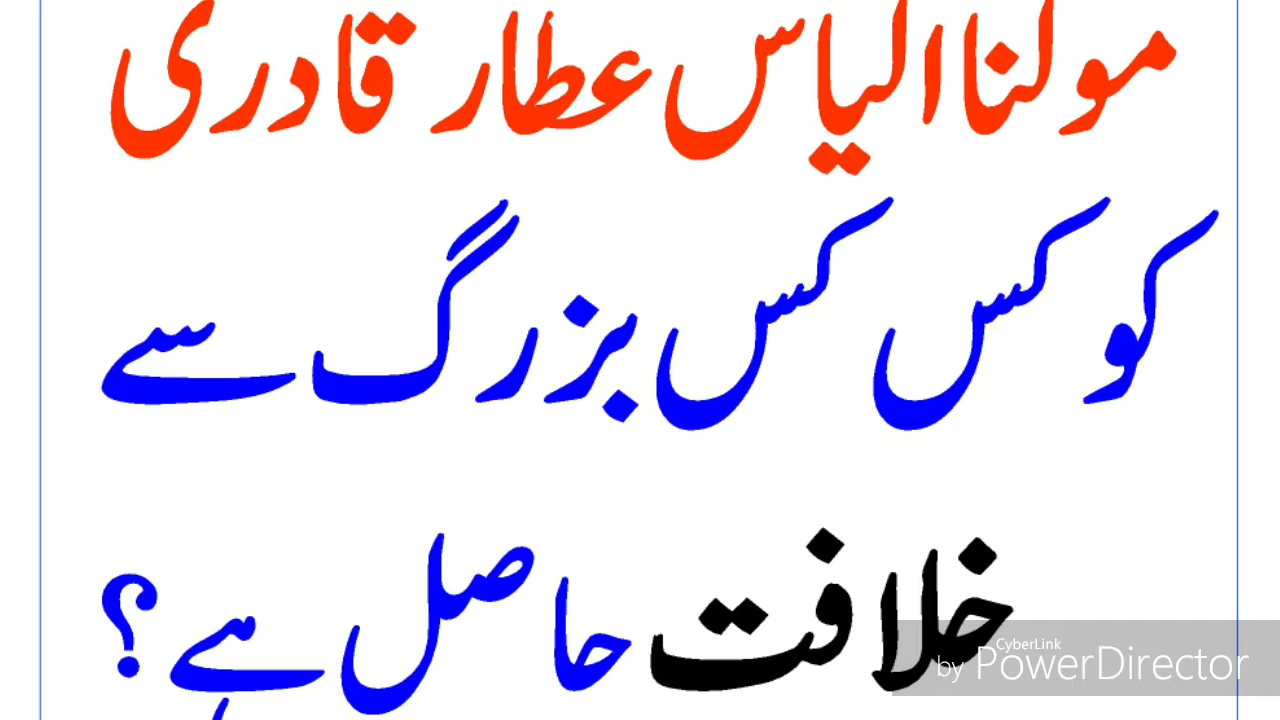 مولنا الیاس عطار قادری
کو کس کس بزرگ سے
خلافت حاصل ہے؟
CyberLink
by PowerDirector